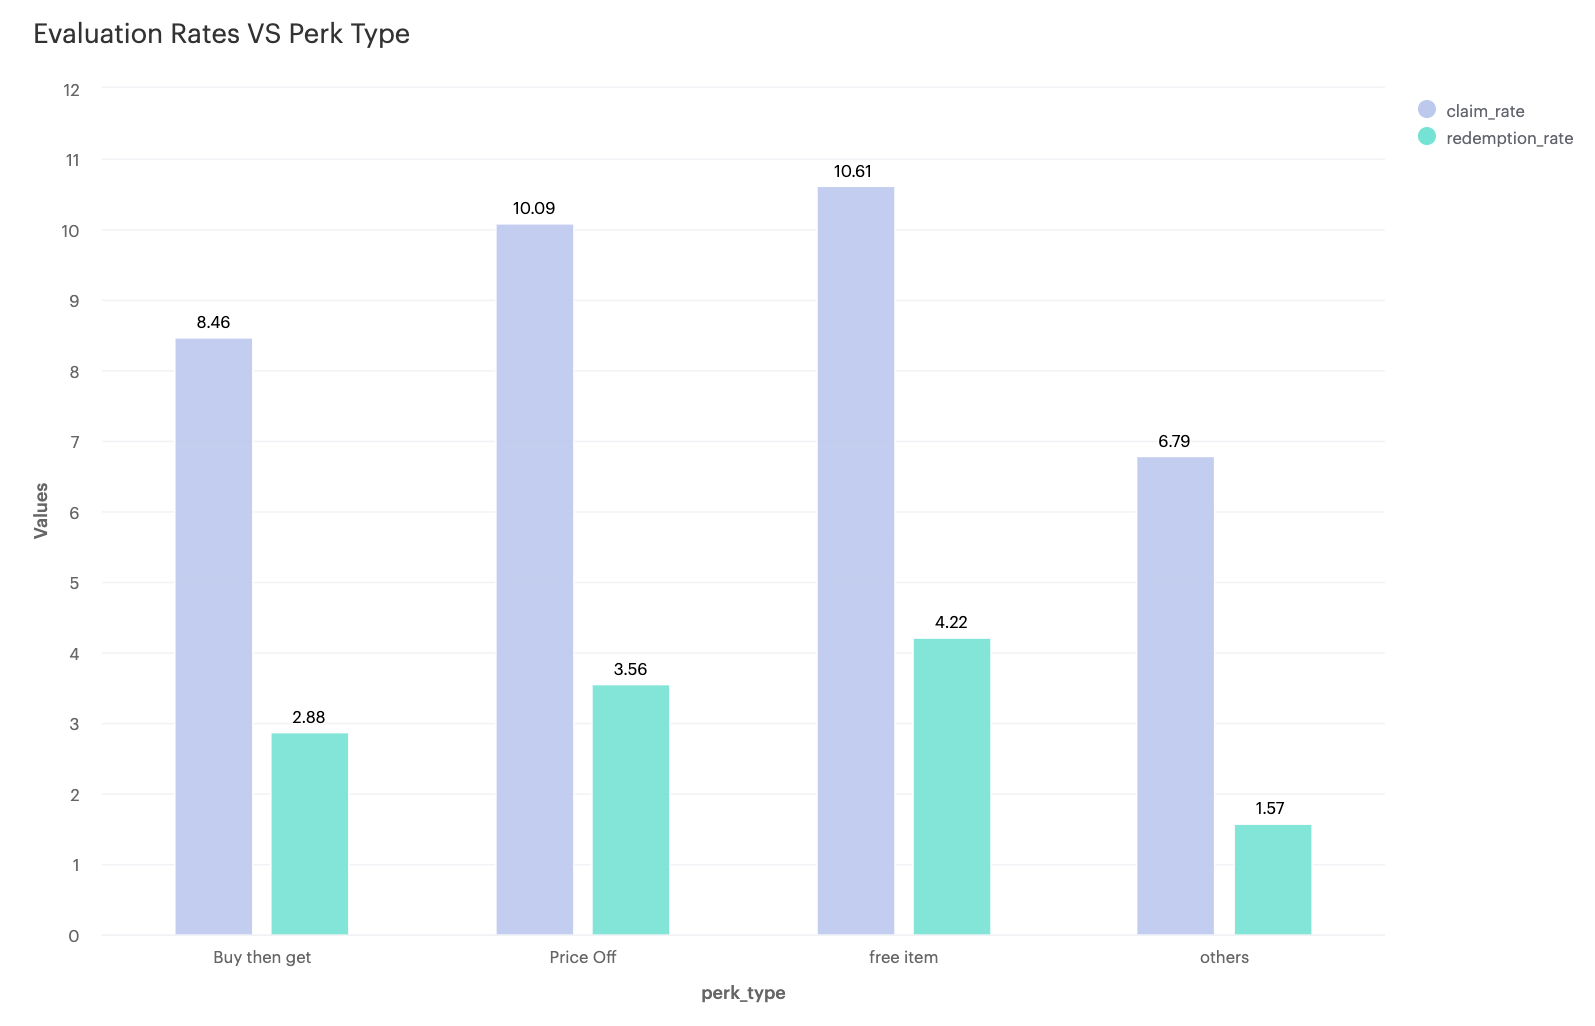 Evaluation Rates VS Perk Type
12
11
10
9
8
7
6
5
4
3
2
1
0
Values
8.46
2.88
10.09
3.56
10.61
4.22
6.79
1.57
Buy then get
Price Off
free item
others
perk_type
claim_rate
redemption_rate